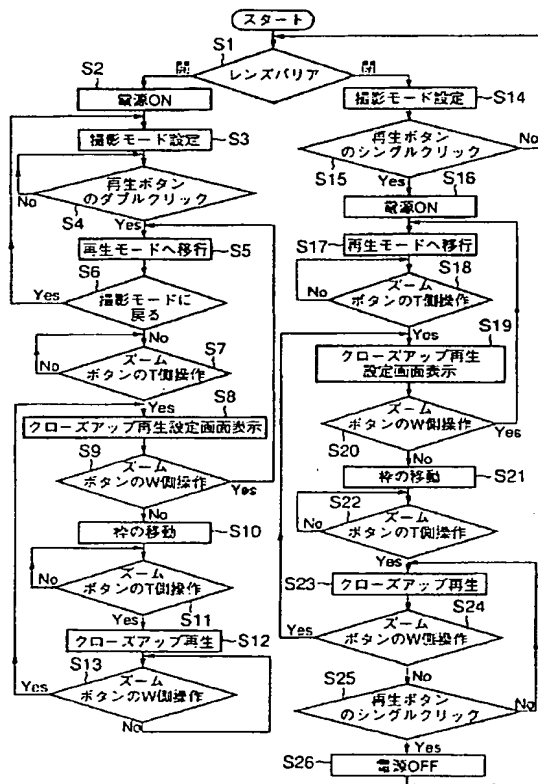 スタート
S1
レンズバリア
開
閉
S2
電源ON
撮影モード設定
S3
再生ボタン
のダブルクリック
No
S4
Yes
再生モードへ移行
S5
S6
撮影モードに
戻る
Yes
No
S7
ズーム
ボタンのT側操作
No
Yes
S8
クローズアップ再生設定画面表示
S9
ズーム
ボタンのW側操作
Yes
No
枠の移動
S10
ズーム
ボタンのT側操作
No
S11
Yes
クローズアップ再生
S12
S13
ズーム
ボタンのW側操作
Yes
No
撮影モード設定
S14
再生ボタン
のシングルクリック
No
S15
Yes
S16
電源ON
S17
再生モードへ移行
S18
ズーム
ボタンのT側操作
No
Yes
S19
クローズアップ再生
設定画面表示
ズーム
ボタンのW側操作
S20
Yes
No
枠の移動
S21
S22
ズーム
ボタンのT側操作
No
Yes
S23
クローズアップ再生
S24
ズーム
ボタンのW側操作
Yes
No
S25
再生ボタン
のシングルクリック
No
Yes
S26
電源OFF